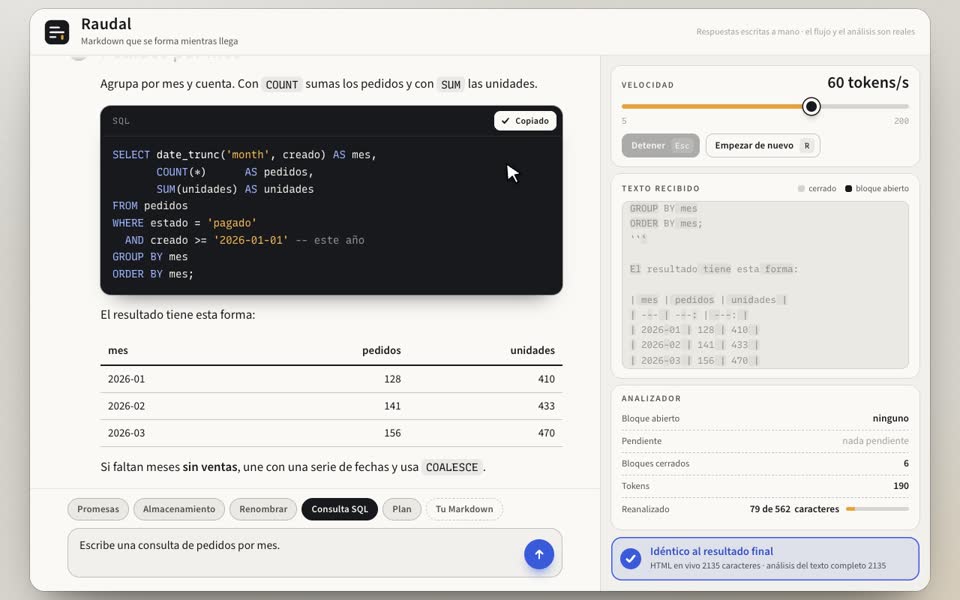 Raudal
Markdown que se forma mientras llega
Respuestas escritas a mano · el flujo y el análisis son reales
Agrupa por mes y cuenta. Con COUNT sumas los pedidos y con SUM las unidades.
SQL
Copiado
SELECT date_trunc('month', creado) AS mes,
COUNT(*) AS pedidos,
SUM(unidades) AS unidades
FROM pedidos
WHERE estado = 'pagado'
AND creado >= '2026-01-01' -- este año
GROUP BY mes
ORDER BY mes;
El resultado tiene esta forma:
mes pedidos unidades
2026-01 128 410
2026-02 141 433
2026-03 156 470
Si faltan meses sin ventas, une con una serie de fechas y usa COALESCE.
Promesas Almacenamiento Renombrar Consulta SQL Plan Tu Markdown
Escribe una consulta de pedidos por mes.
VELOCIDAD 60 tokens/s
5 200
Detener Esc Empezar de nuevo R
TEXTO RECIBIDO cerrado bloque abierto
GROUP BY mes
ORDER BY mes;
```
El resultado tiene esta forma:
| mes | pedidos | unidades |
| --- | ---: | ---: |
| 2026-01 | 128 | 410 |
| 2026-02 | 141 | 433 |
| 2026-03 | 156 | 470 |
ANALIZADOR
Bloque abierto ninguno
Pendiente nada pendiente
Bloques cerrados 6
Tokens 190
Reanalizado 79 de 562 caracteres
Idéntico al resultado final
HTML en vivo 2135 caracteres · análisis del texto completo 2135